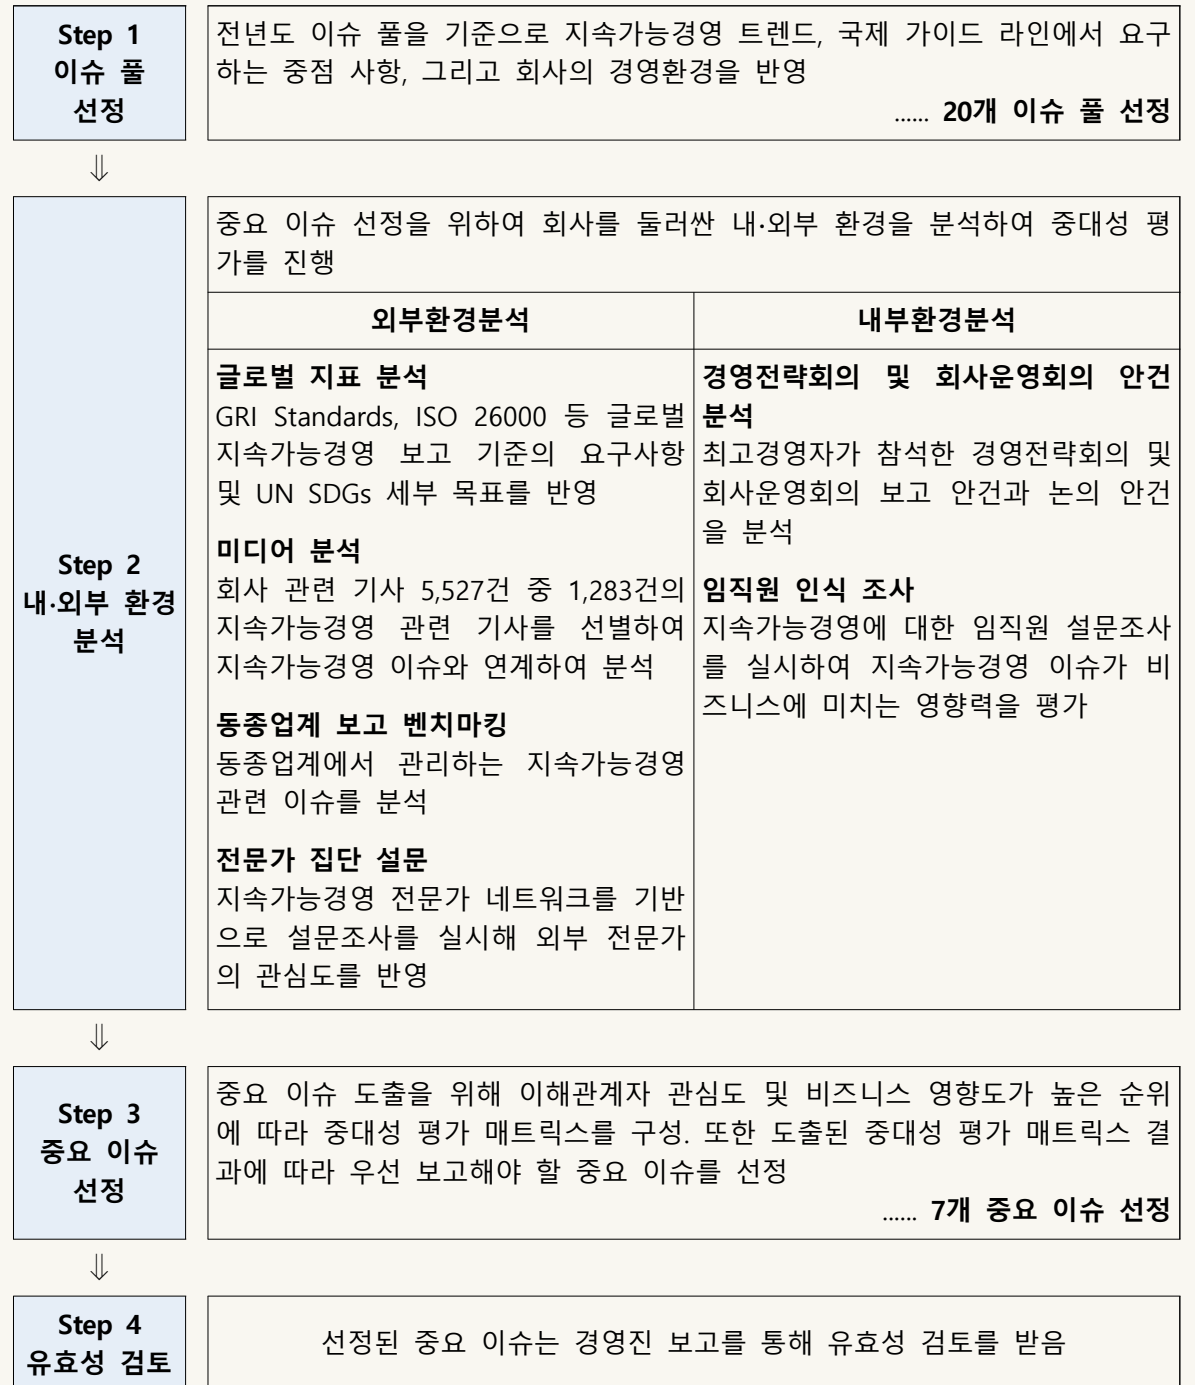 Step 1
이슈 풀
선정
전년도 이슈 풀을 기준으로 지속가능경영 트렌드, 국제 가이드 라인에서 요구
하는 중점 사항, 그리고 회사의 경영환경을 반영
...... 20개 이슈 풀 선정
⇓
Step 2
내·외부 환경
분석
중요 이슈 선정을 위하여 회사를 둘러싼 내·외부 환경을 분석하여 중대성 평
가를 진행
외부환경분석
글로벌 지표 분석
GRI Standards, ISO 26000 등 글로벌
지속가능경영 보고 기준의 요구사항
및 UN SDGs 세부 목표를 반영
미디어 분석
회사 관련 기사 5,527건 중 1,283건의
지속가능경영 관련 기사를 선별하여
지속가능경영 이슈와 연계하여 분석
동종업계 보고 벤치마킹
동종업계에서 관리하는 지속가능경영
관련 이슈를 분석
전문가 집단 설문
지속가능경영 전문가 네트워크를 기반
으로 설문조사를 실시해 외부 전문가
의 관심도를 반영
내부환경분석
경영전략회의 및 회사운영회의 안건
분석
최고경영자가 참석한 경영전략회의 및
회사운영회의 보고 안건과 논의 안건
을 분석
임직원 인식 조사
지속가능경영에 대한 임직원 설문조사
를 실시하여 지속가능경영 이슈가 비
즈니스에 미치는 영향력을 평가
⇓
Step 3
중요 이슈
선정
중요 이슈 도출을 위해 이해관계자 관심도 및 비즈니스 영향도가 높은 순위
에 따라 중대성 평가 매트릭스를 구성. 또한 도출된 중대성 평가 매트릭스 결
과에 따라 우선 보고해야 할 중요 이슈를 선정
...... 7개 중요 이슈 선정
⇓
Step 4
유효성 검토
선정된 중요 이슈는 경영진 보고를 통해 유효성 검토를 받음